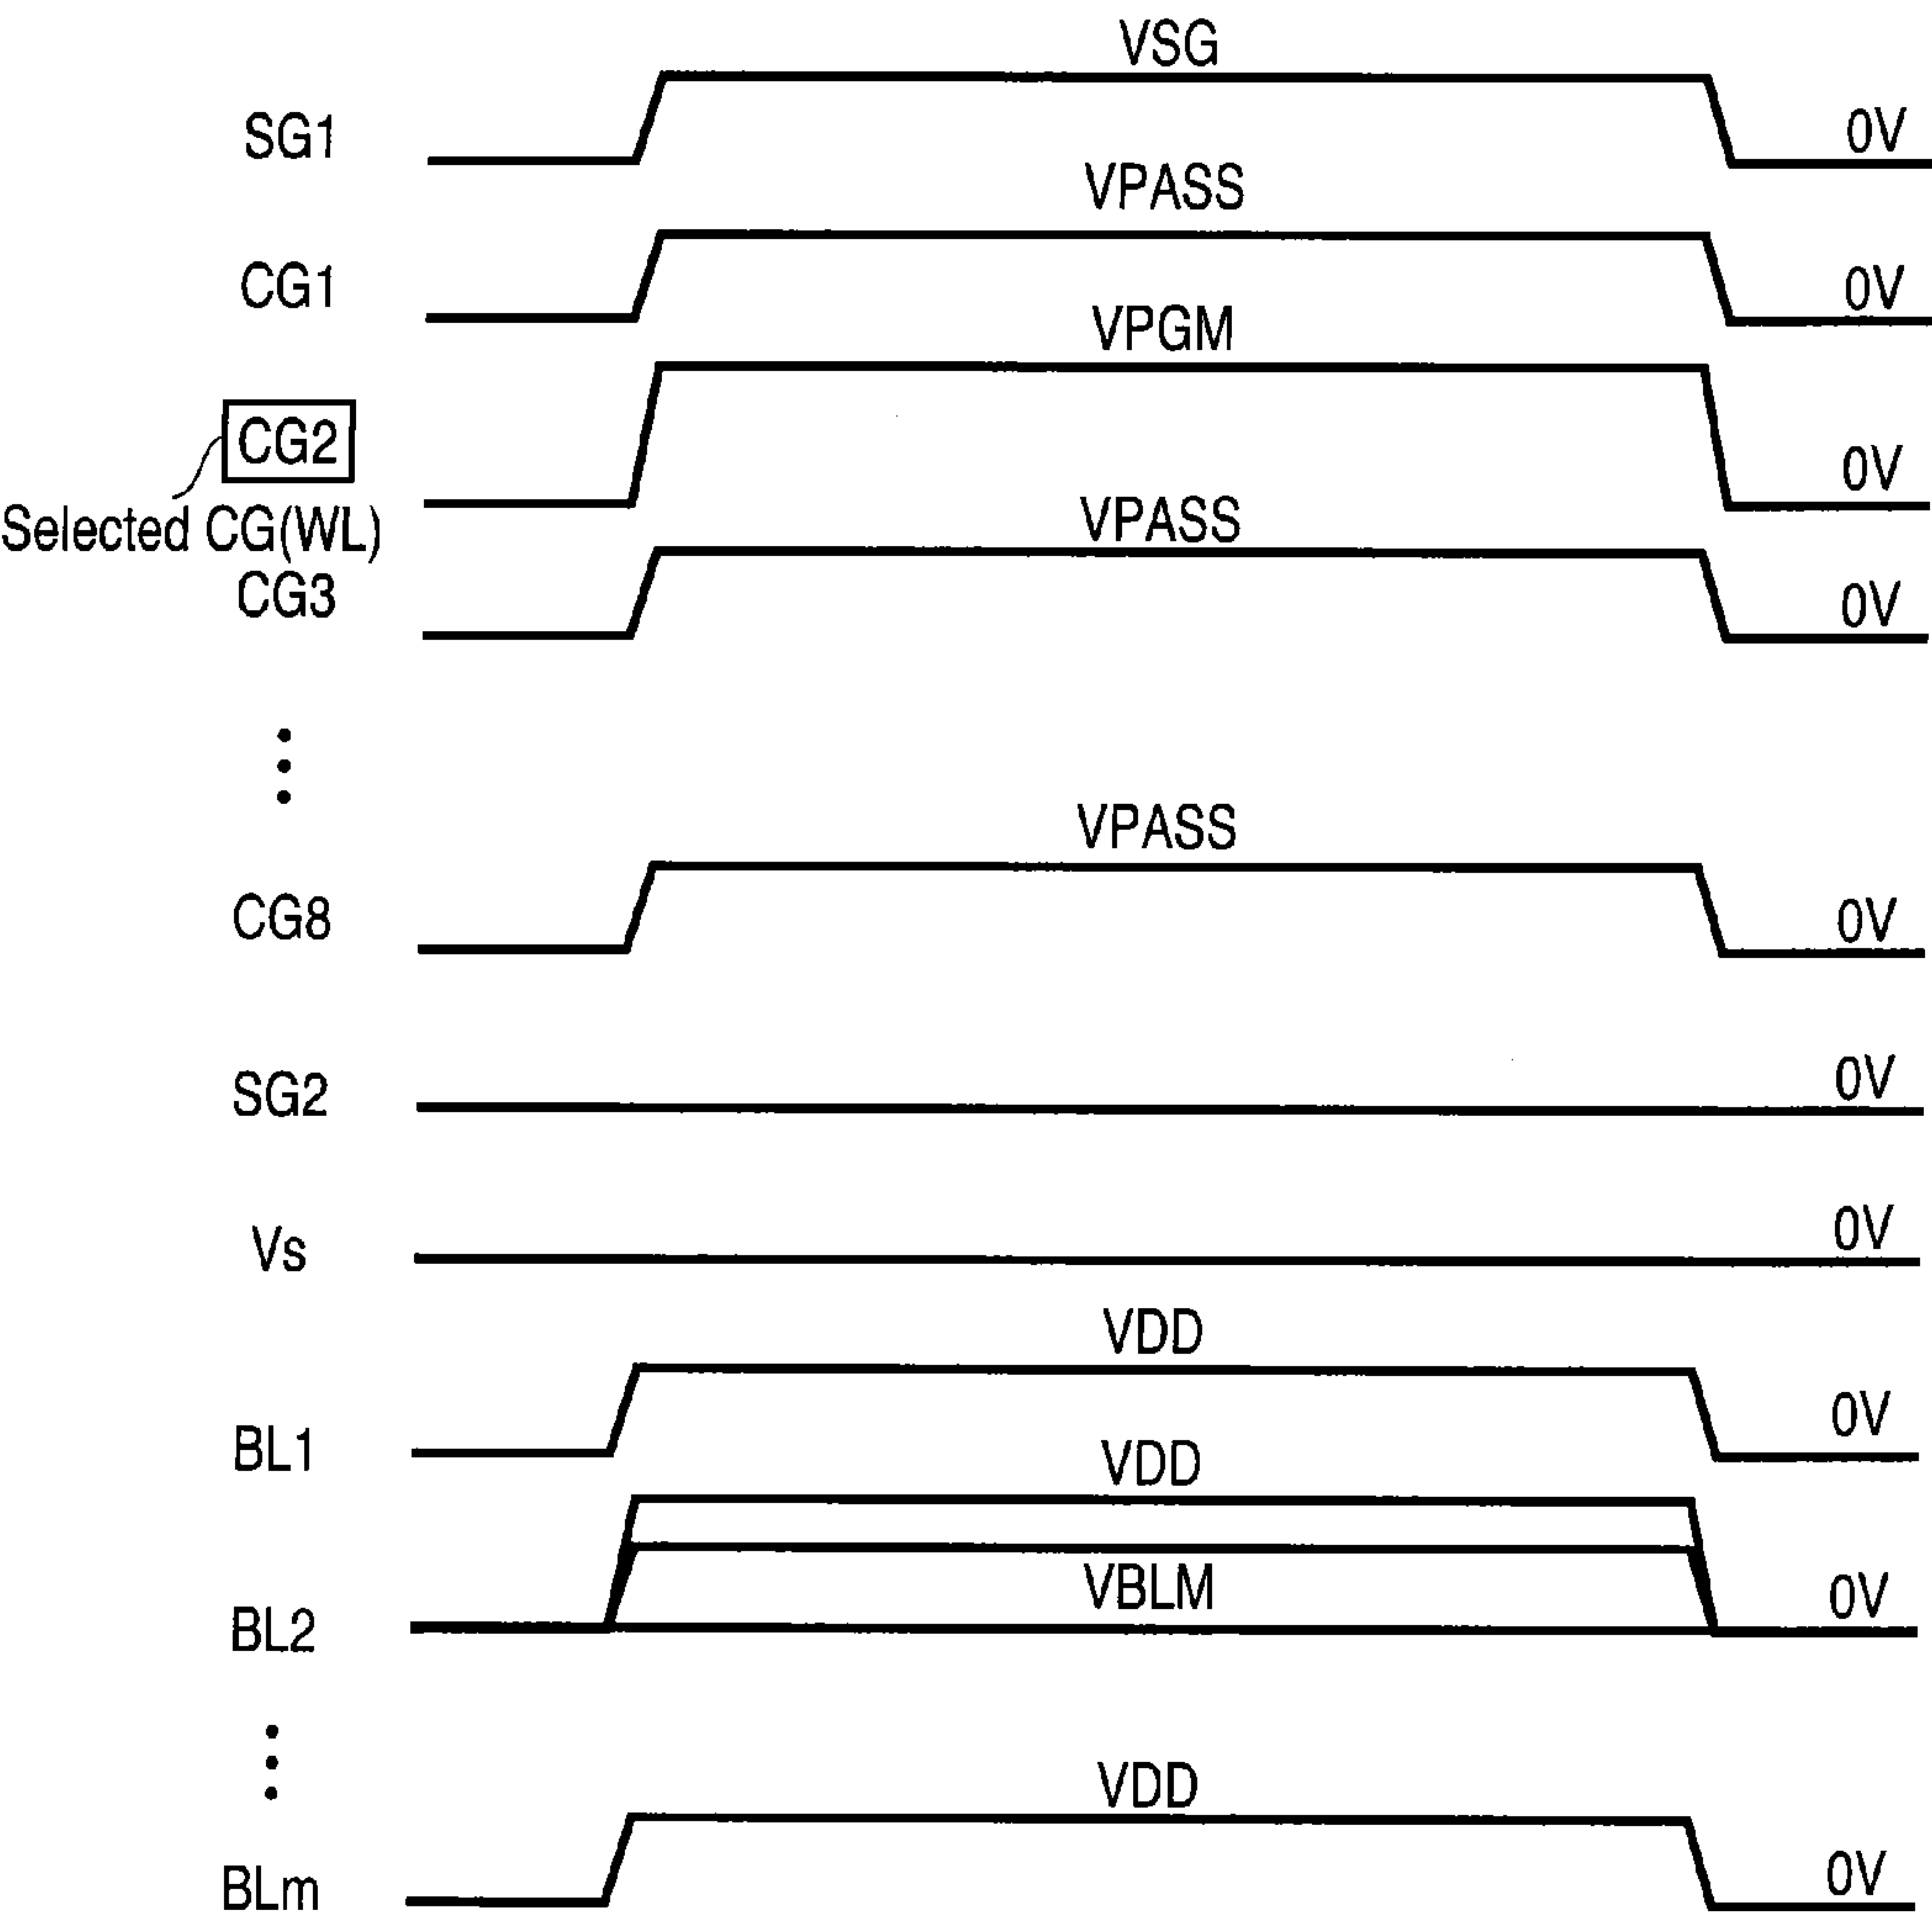 VSG
SG1
0V
VPASS
CG1
0V
VPGM
CG2
0V
Selected CG(WL)
VPASS
CG3
0V
VPASS
CG8
0V
SG2
0V
Vs
0V
VDD
BL1
0V
VDD
VBLM
BL2
0V
VDD
BLm
0V